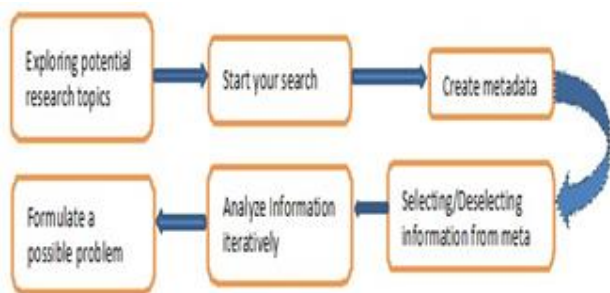 Exploring potential
research topics
Start your search
Create metadata
Selecting/Deselecting
information from meta
Analyze Information
iteratively
Formulate a
possible problem